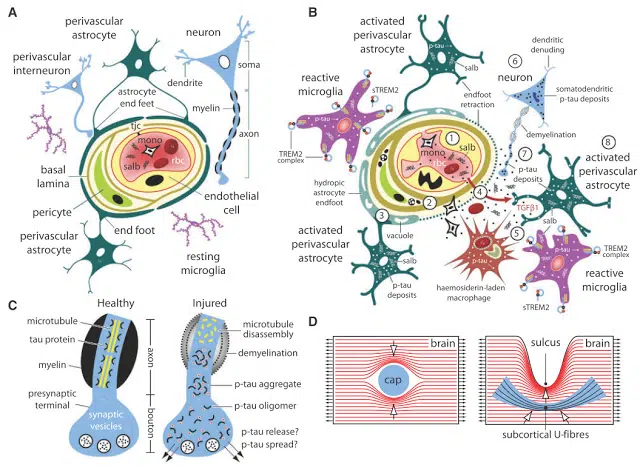 A
perivascular
astrocyte
neuron
perivascular
interneuron
soma
dendrite
astrocyte
end feet
myelin
axon
tjc
mono
rbc
salb
basal
lamina
pericyte
endothelial
cell
end foot
perivascular
astrocyte
resting
microglia
B
activated
perivascular
astrocyte
p-tau
salb
dendritic
denuding
6
neuron
somatodendritic
p-tau deposits
reactive
microglia
sTREM2
endfoot
retraction
p-tau
demyelination
TREM2
complex
1
salb
mono
rbc
7
8
activated
perivascular
astrocyte
p-tau
deposits
4
hydropic
astrocyte
endfoot
2
TGFβ1
3
vacuole
5
salb
activated
perivascular
astrocyte
salb
p-tau
p-tau
TREM2
complex
p-tau
deposits
haemosiderin-laden
macrophage
reactive
microglia
sTREM2
C
Healthy
Injured
microtubule
tau protein
myelin
presynaptic
terminal
synaptic
vesicles
axon
bouton
microtubule
disassembly
demyelination
p-tau aggregate
p-tau oligomer
p-tau release?
p-tau spread?
D
brain
cap
sulcus
brain
subcortical U-fibres